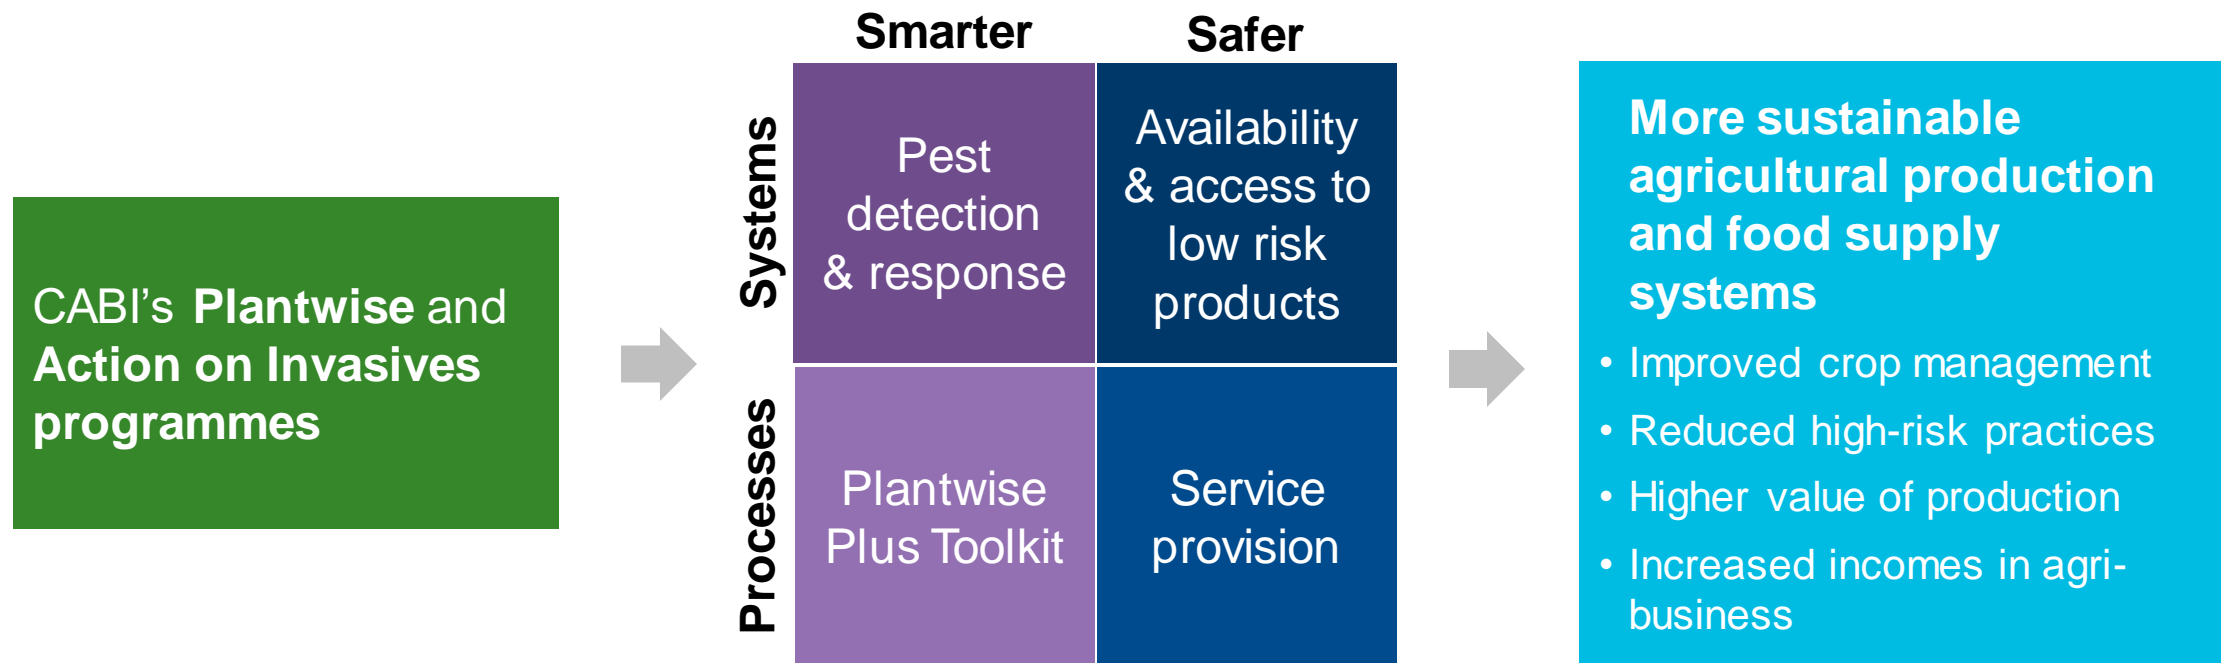 CABI’s Plantwise and
Action on Invasives
programmes
Smarter
Safer
Systems
Pest
detection
& response
Availability
& access to
low risk
products
Processes
Plantwise
Plus Toolkit
Service
provision
More sustainable
agricultural production
and food supply
systems
• Improved crop management
• Reduced high-risk practices
• Higher value of production
• Increased incomes in agri-
business